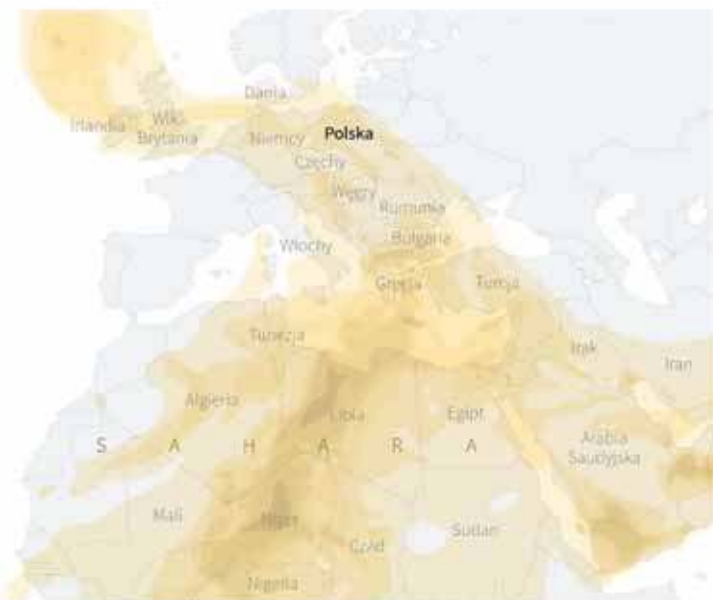 Dania
Irlandia
Wlk.
Brytania
Niemcy
Polska
Czechy
Węgry
Rumunia
Bułgaria
Włochy
Grecja
Turcja
Tunezja
Irak
Iran
Algieria
Libia
Egipt
Arabia
Saudyjska
S A H A R A
Mali
Niger
Czad
Sudan
Nigeria